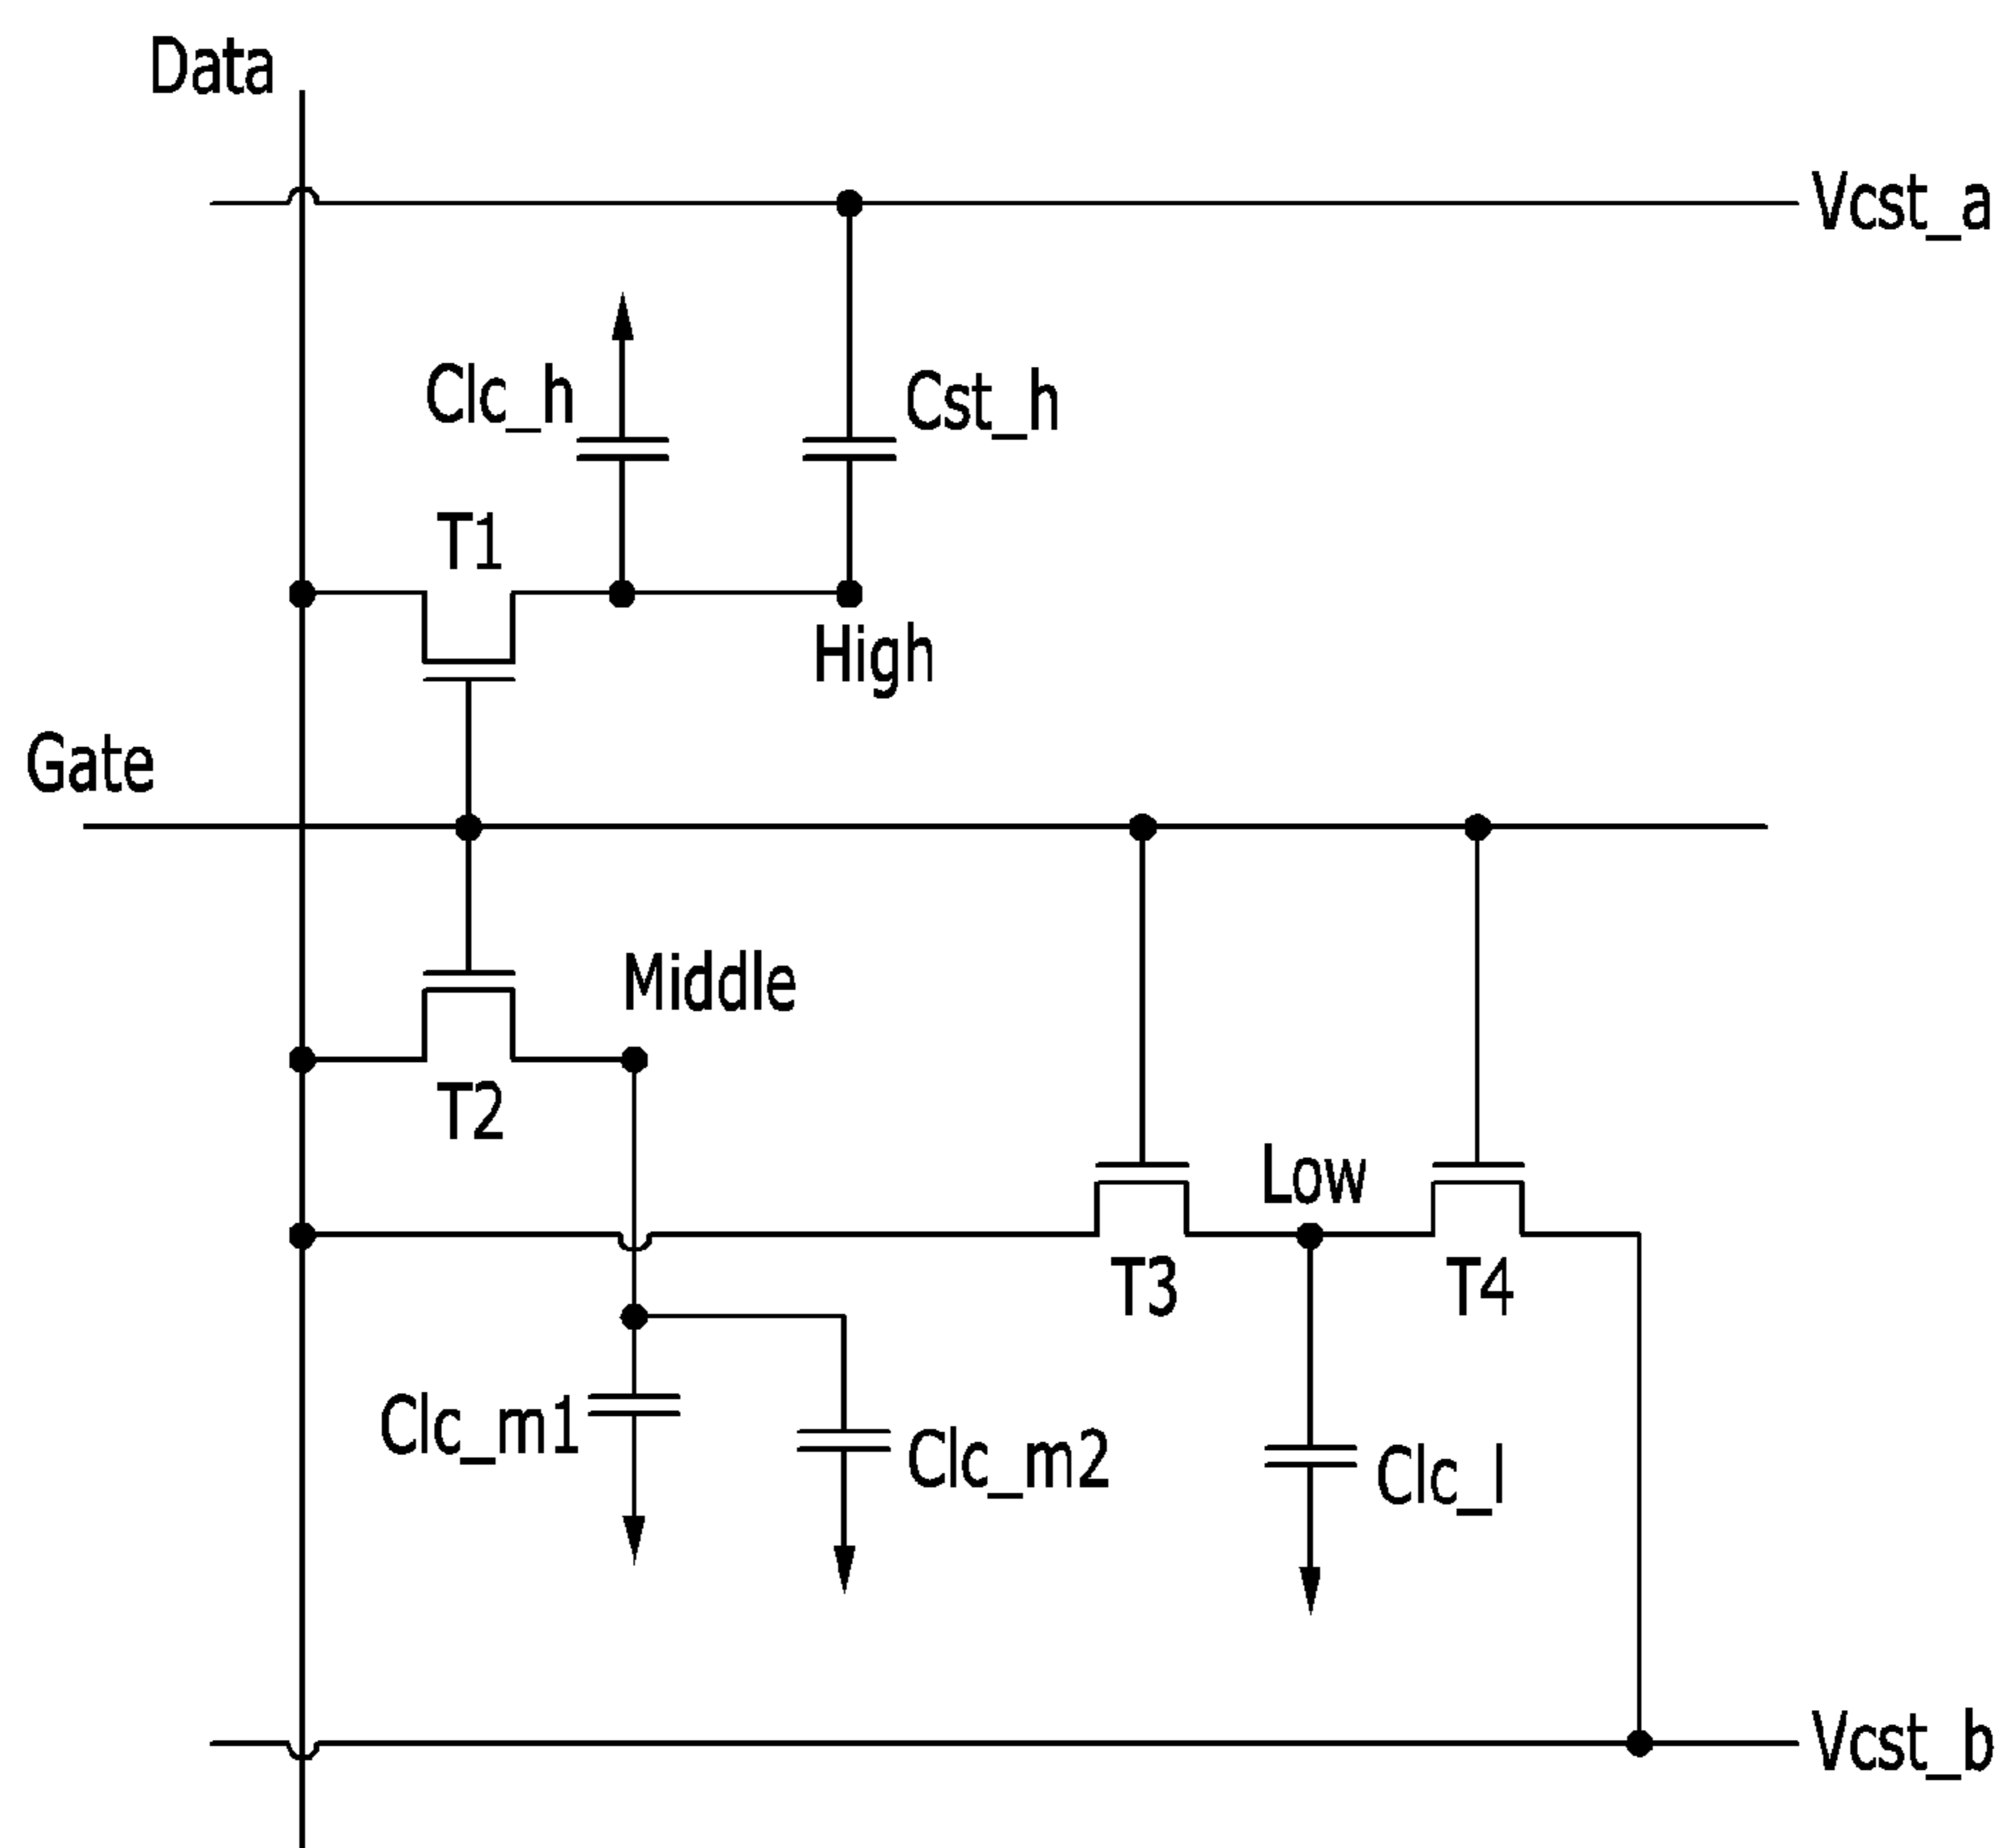 Data
Vcst_a
Clc_h
Cst_h
T1
High
Gate
Middle
T2
Low
T3
T4
Clc_m1
Clc_m2
Clc_l
Vcst_b